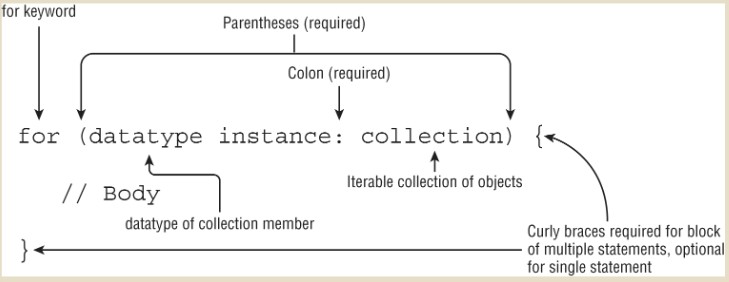 for keyword
Parentheses (required)
Colon (required)
for (datatype instance: collection) {
Iterable collection of objects
// Body
datatype of collection member
Curly braces required for block
of multiple statements, optional
for single statement
}